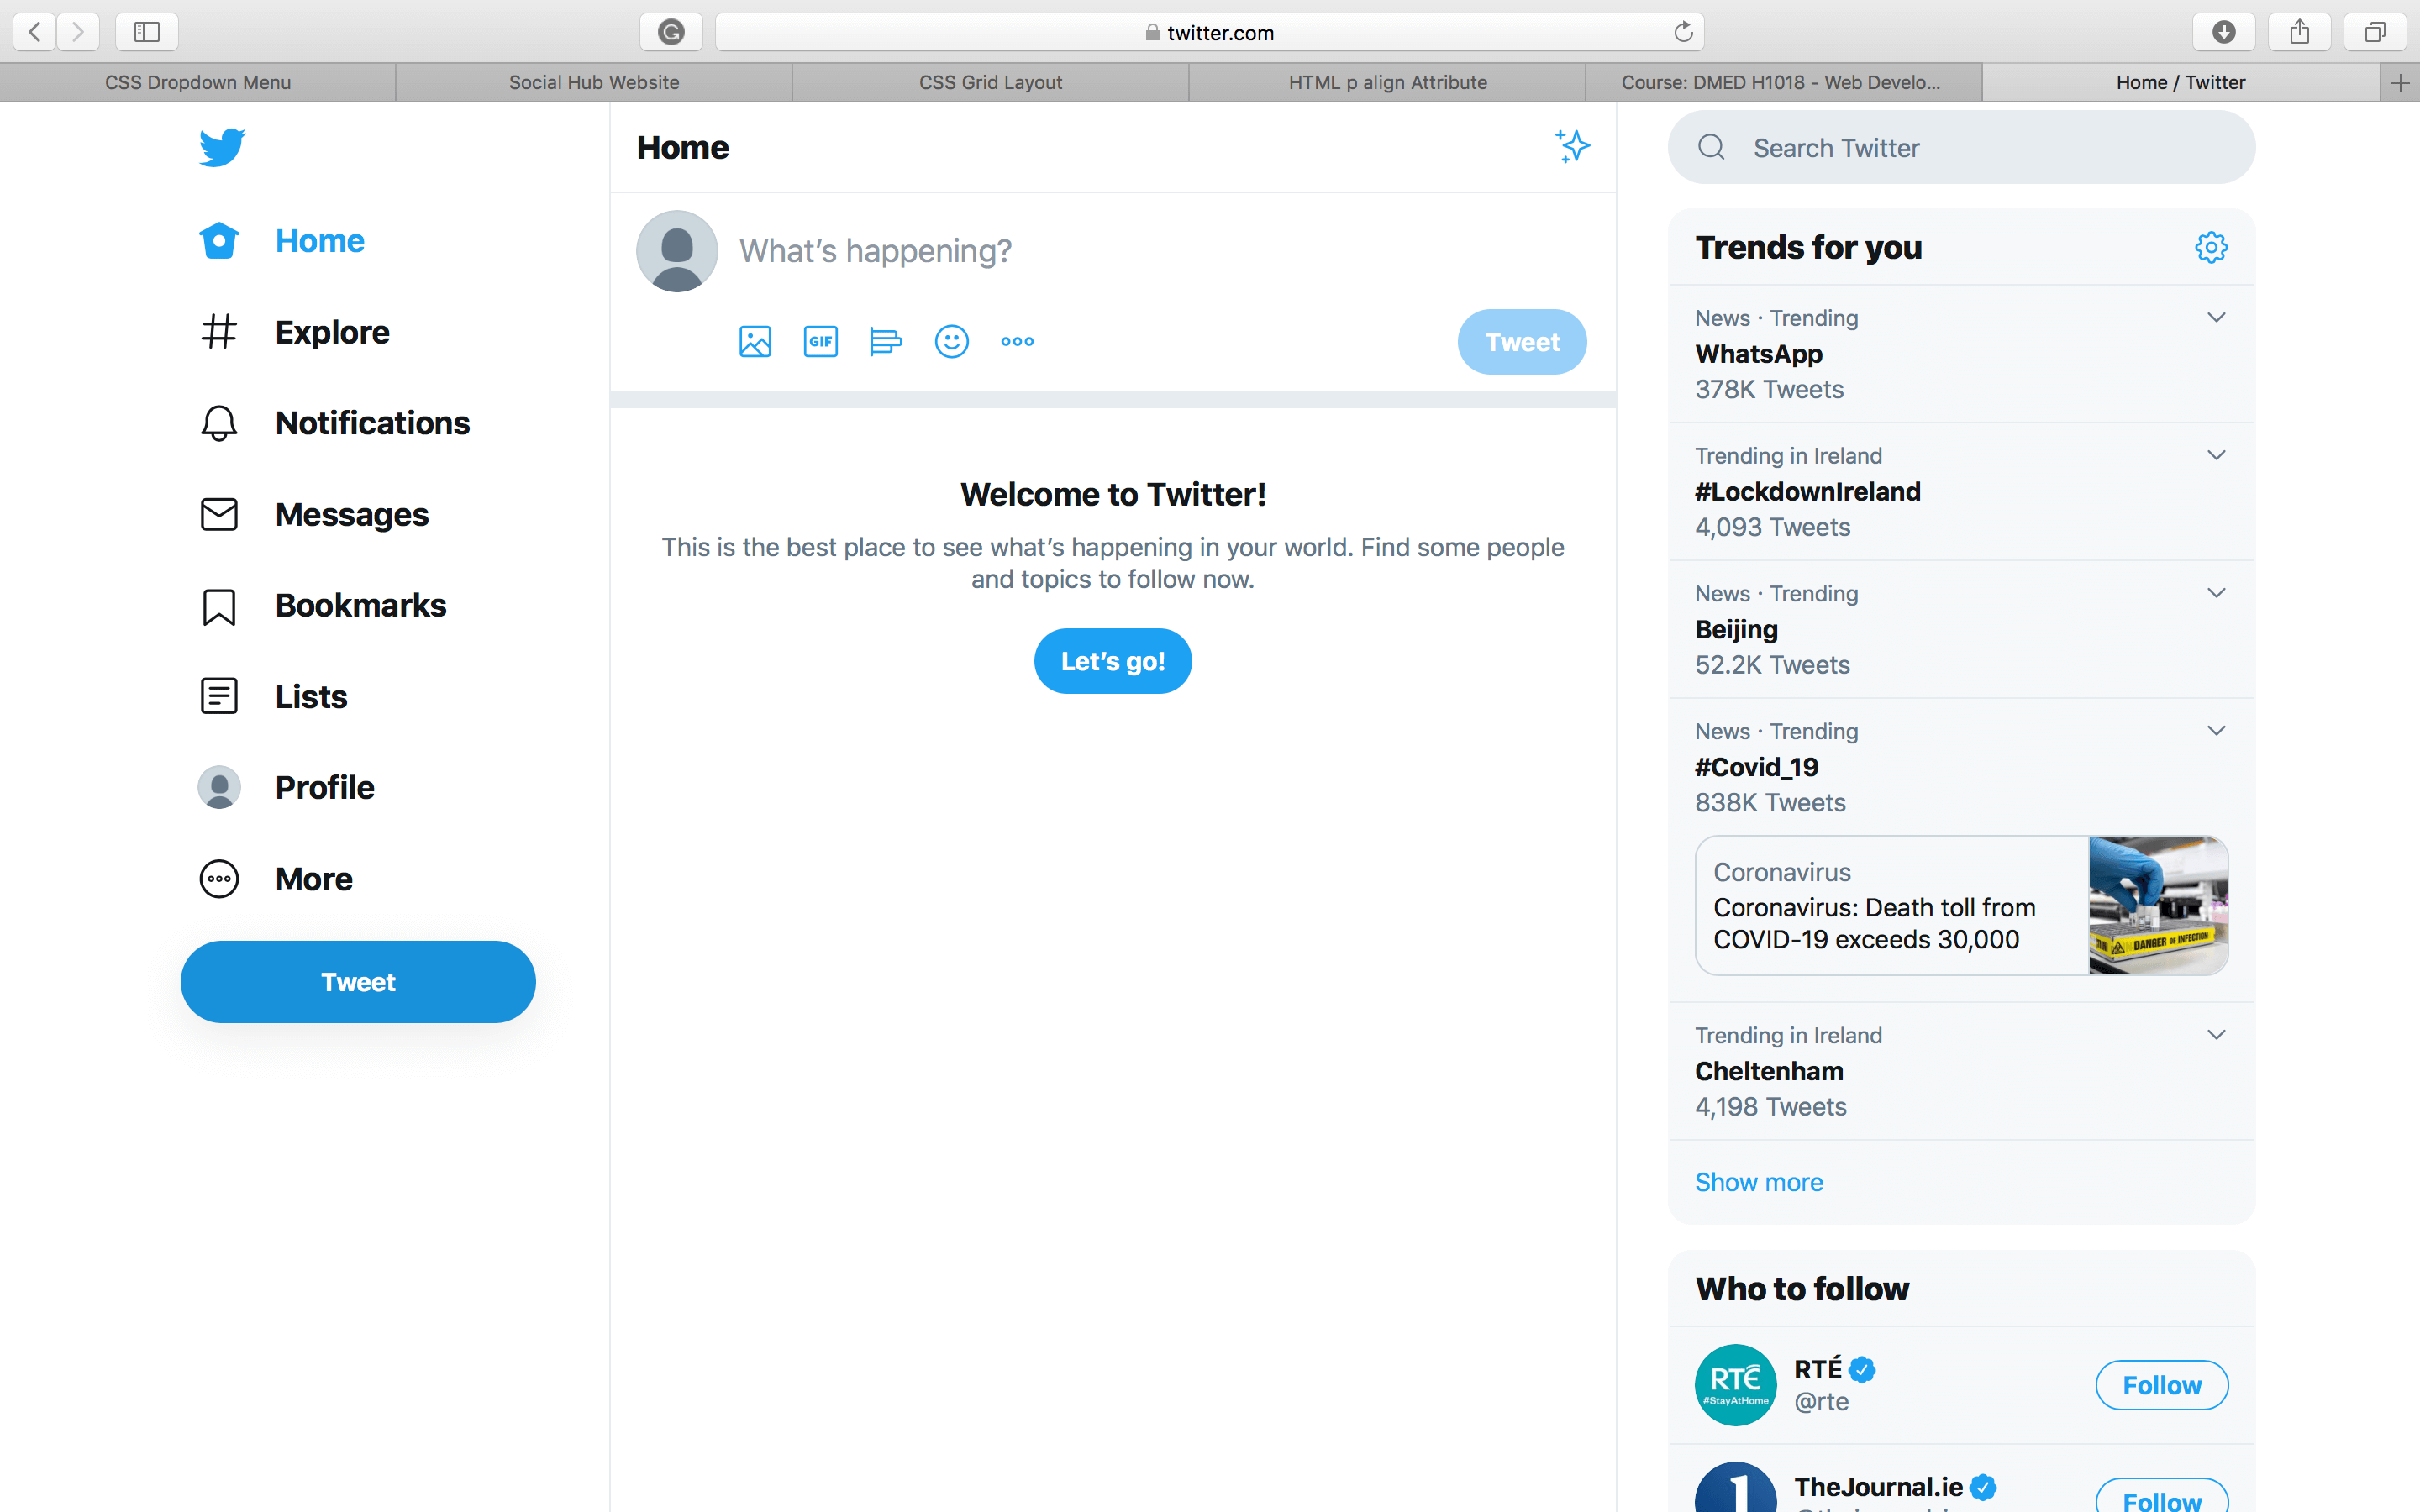 twitter.com
CSS Dropdown Menu
Social Hub Website
CSS Grid Layout
HTML p align Attribute
Course: DMED H1018 - Web Develo...
Home / Twitter
Home
Explore
Notifications
Messages
Bookmarks
Lists
Profile
More
Tweet
Home
What's happening?
GIF
Tweet
Welcome to Twitter!
This is the best place to see what's happening in your world. Find some people
and topics to follow now.
Let's go!
Search Twitter
Trends for you
News · Trending
WhatsApp
378K Tweets
Trending in Ireland
#LockdownIreland
4,093 Tweets
News · Trending
Beijing
52.2K Tweets
News · Trending
#Covid_19
838K Tweets
Coronavirus
Coronavirus: Death toll from
COVID-19 exceeds 30,000
DANGER OF INFECTION
Trending in Ireland
Cheltenham
4,198 Tweets
Show more
Who to follow
RTÉ
#StayAtHome
RTÉ
@rte
Follow
TheJournal.ie
Follow